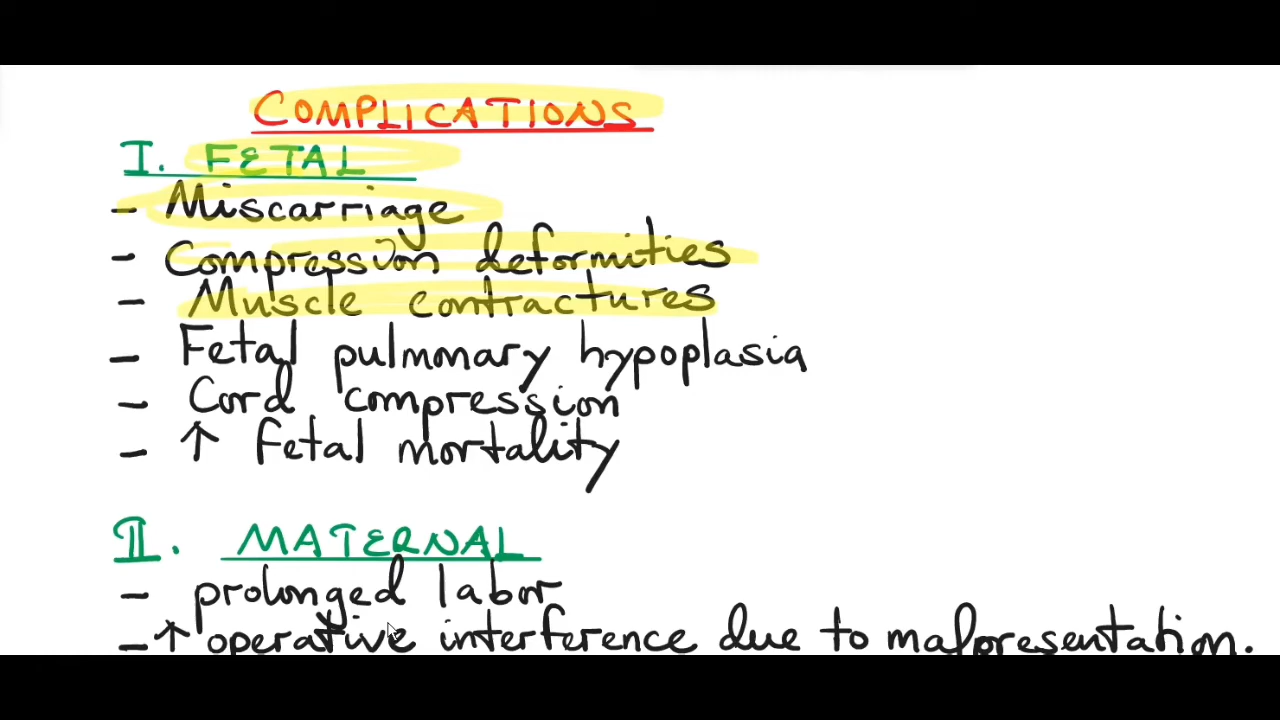 COMPLICATIONS
I. FETAL
- Miscarriage
- Compression deformities
- Muscle contractures
- Fetal pulmonary hypoplasia
- Cord compression
- ↑ Fetal mortality
II. MATERNAL
- prolonged labor
- ↑ operative interference due to malpresentation.